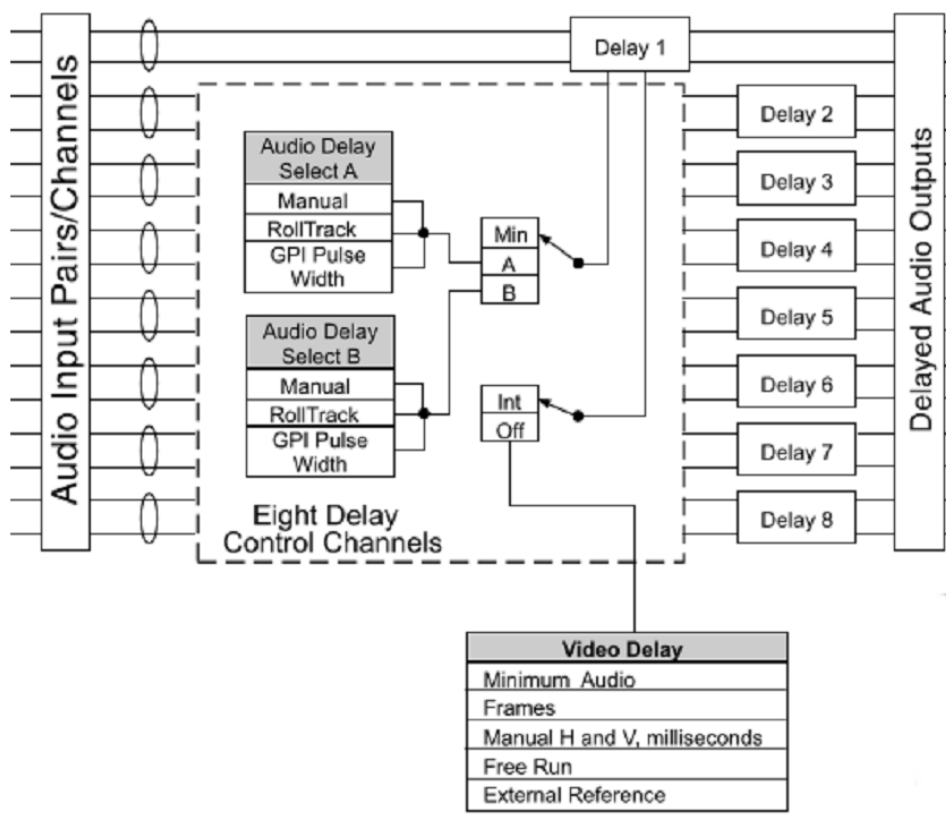 Audio Input Pairs/Channels
Delay 1
Delay 2
Delay 3
Delay 4
Delay 5
Delay 6
Delay 7
Delay 8
Delayed Audio Outputs
Audio Delay
Select A
Manual
RollTrack
GPI Pulse
Width
Audio Delay
Select B
Manual
RollTrack
GPI Pulse
Width
Min
A
B
Int
Off
Eight Delay
Control Channels
Video Delay
Minimum Audio
Frames
Manual H and V, milliseconds
Free Run
External Reference